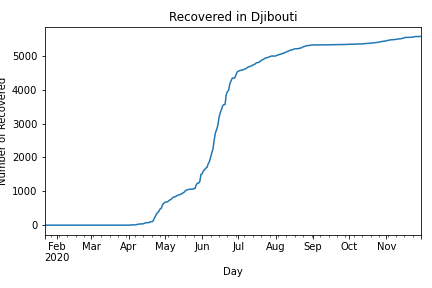 Recovered in Djibouti
Number of Recovered
5000
4000
3000
2000
1000
0
Feb Mar Apr May Jun Jul Aug Sep Oct Nov
2020
Day